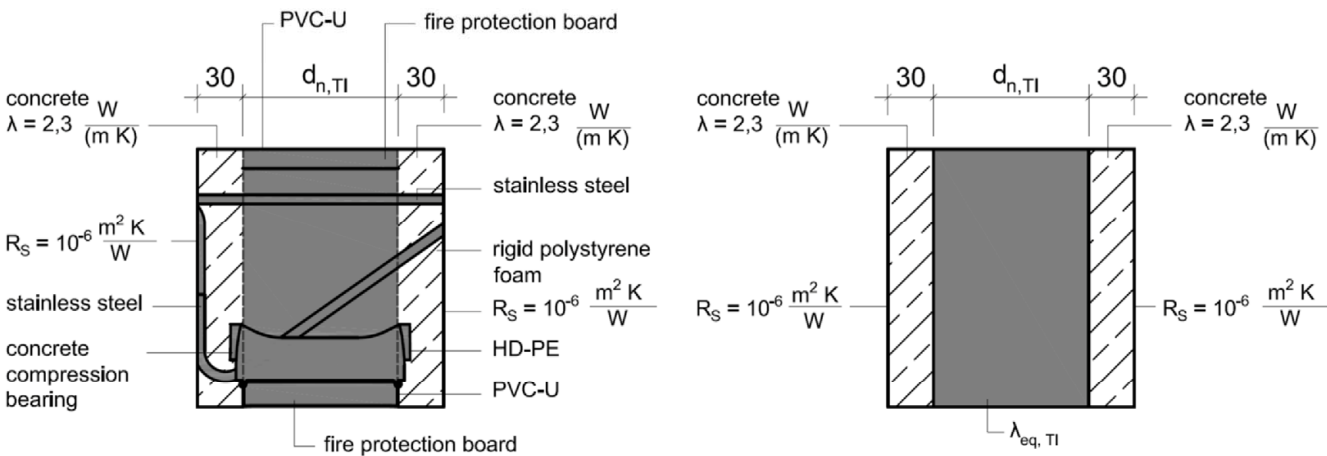 PVC-U
fire protection board
30
d n,TI
30
concrete
λ = 2,3 W
(m K)
concrete
λ = 2,3 W
(m K)
stainless steel
R S = 10 -6 m 2 K
W
rigid polystyrene
foam
stainless steel
R S = 10 -6 m 2 K
W
concrete
compression
bearing
HD-PE
PVC-U
fire protection board
30
d n,TI
30
concrete
λ = 2,3 W
(m K)
concrete
λ = 2,3 W
(m K)
R S = 10 -6 m 2 K
W
R S = 10 -6 m 2 K
W
λ eq, TI